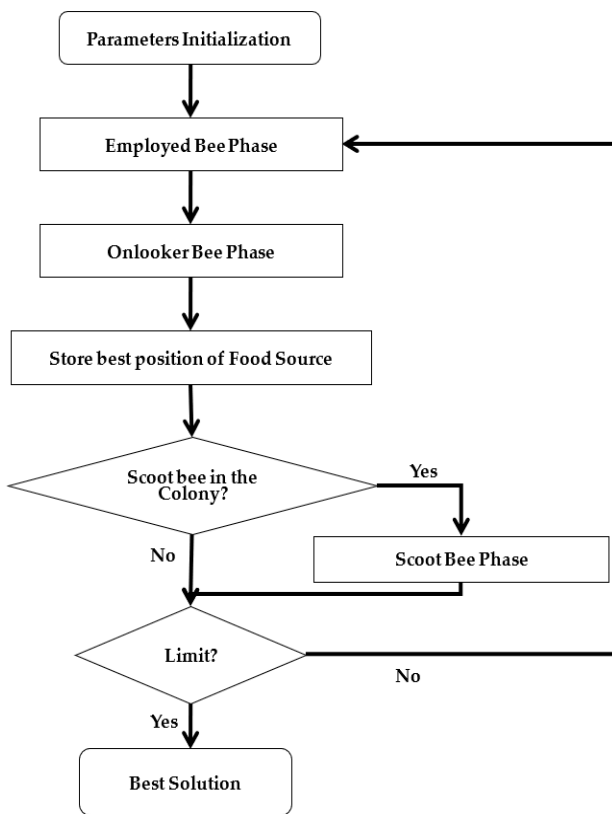 Parameters Initialization
Employed Bee Phase
Onlooker Bee Phase
Store best position of Food Source
Scoot bee in the
Colony?
Yes
No
Scoot Bee Phase
Limit?
No
Yes
Best Solution